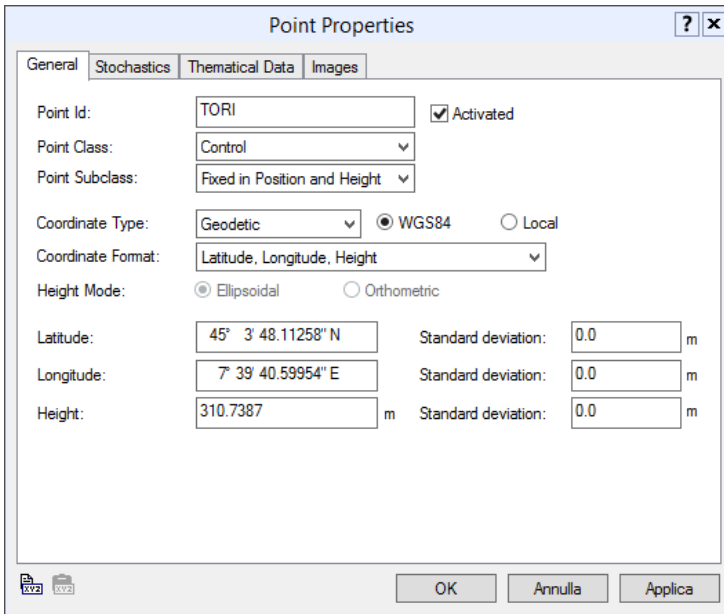 Point Properties ? x
General Stochastics Thematical Data Images
Point Id: TORI Activated
Point Class: Control
Point Subclass: Fixed in Position and Height
Coordinate Type: Geodetic WGS84 Local
Coordinate Format: Latitude, Longitude, Height
Height Mode: Ellipsoidal Orthometric
Latitude: 45° 3' 48.11258" N Standard deviation: 0.0 m
Longitude: 7° 39' 40.59954" E Standard deviation: 0.0 m
Height: 310.7387 m Standard deviation: 0.0 m
XYZ XYZ OK Annulla Applica